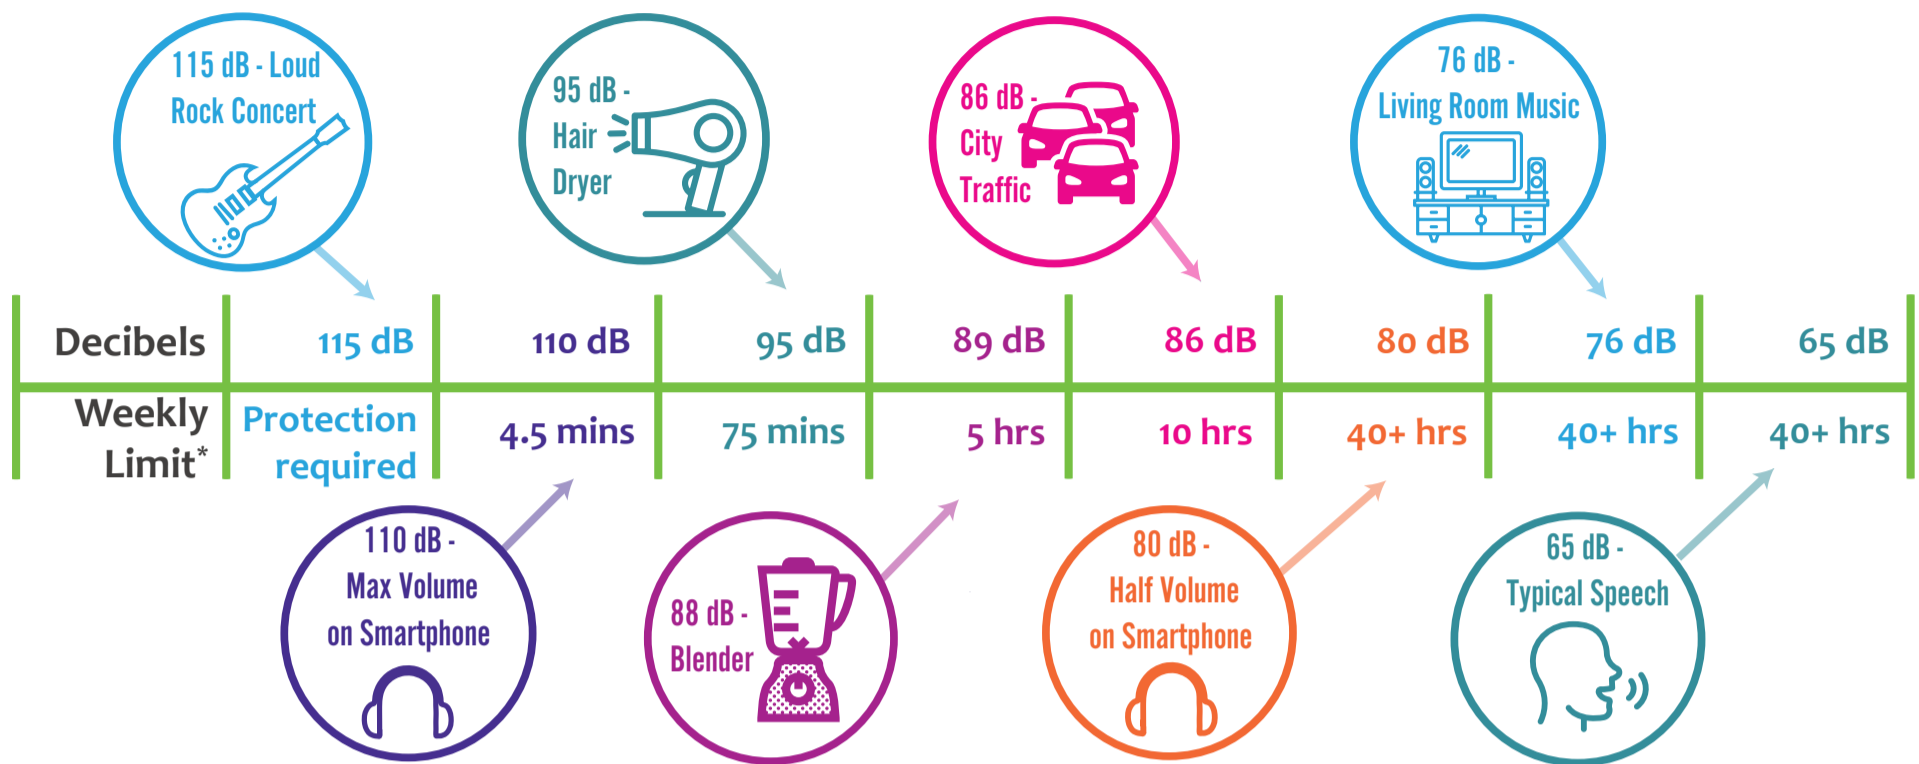 115 dB - Loud
Rock Concert
95 dB -
Hair
Dryer
86 dB -
City
Traffic
76 dB -
Living Room Music
Decibels 115 dB 110 dB 95 dB 89 dB 86 dB 80 dB 76 dB 65 dB
Weekly
Limit*
Protection
required
4.5 mins 75 mins 5 hrs 10 hrs 40+ hrs 40+ hrs 40+ hrs
110 dB -
Max Volume
on Smartphone
88 dB -
Blender
80 dB -
Half Volume
on Smartphone
65 dB -
Typical Speech